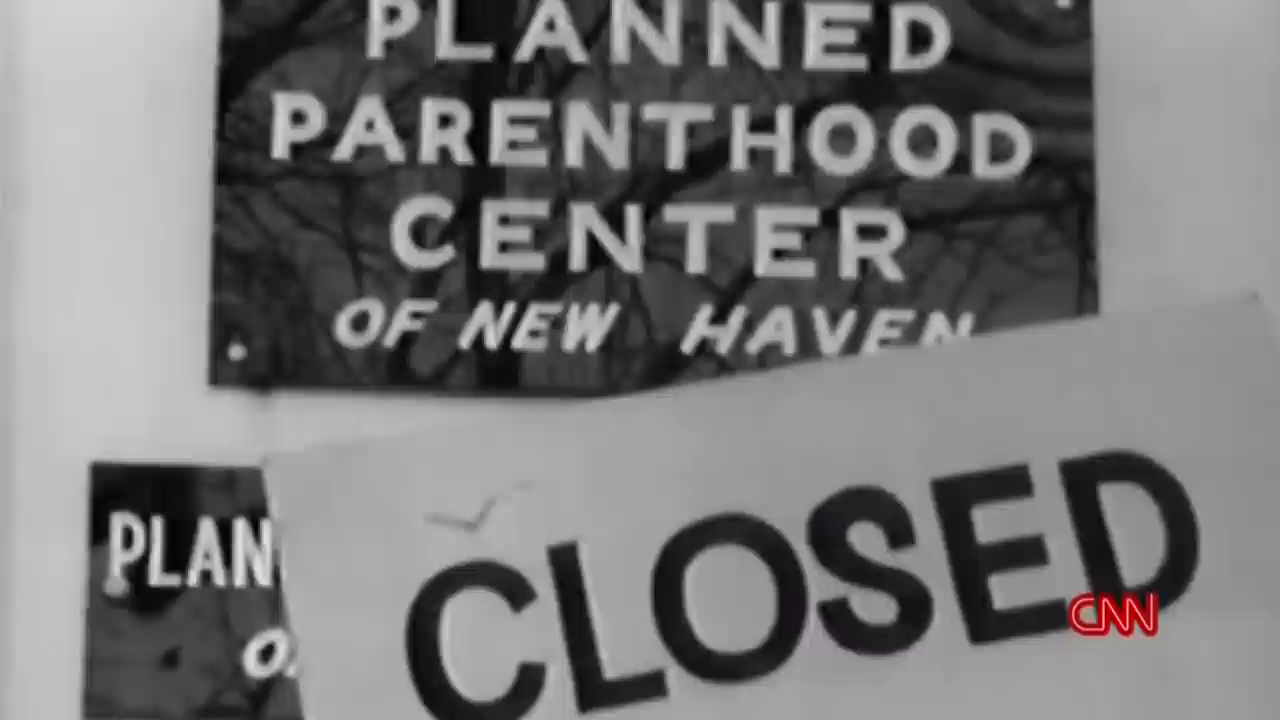 PLANNED
PARENTHOOD
CENTER
OF NEW HAVEN
PLAN
CLOSED
CNN